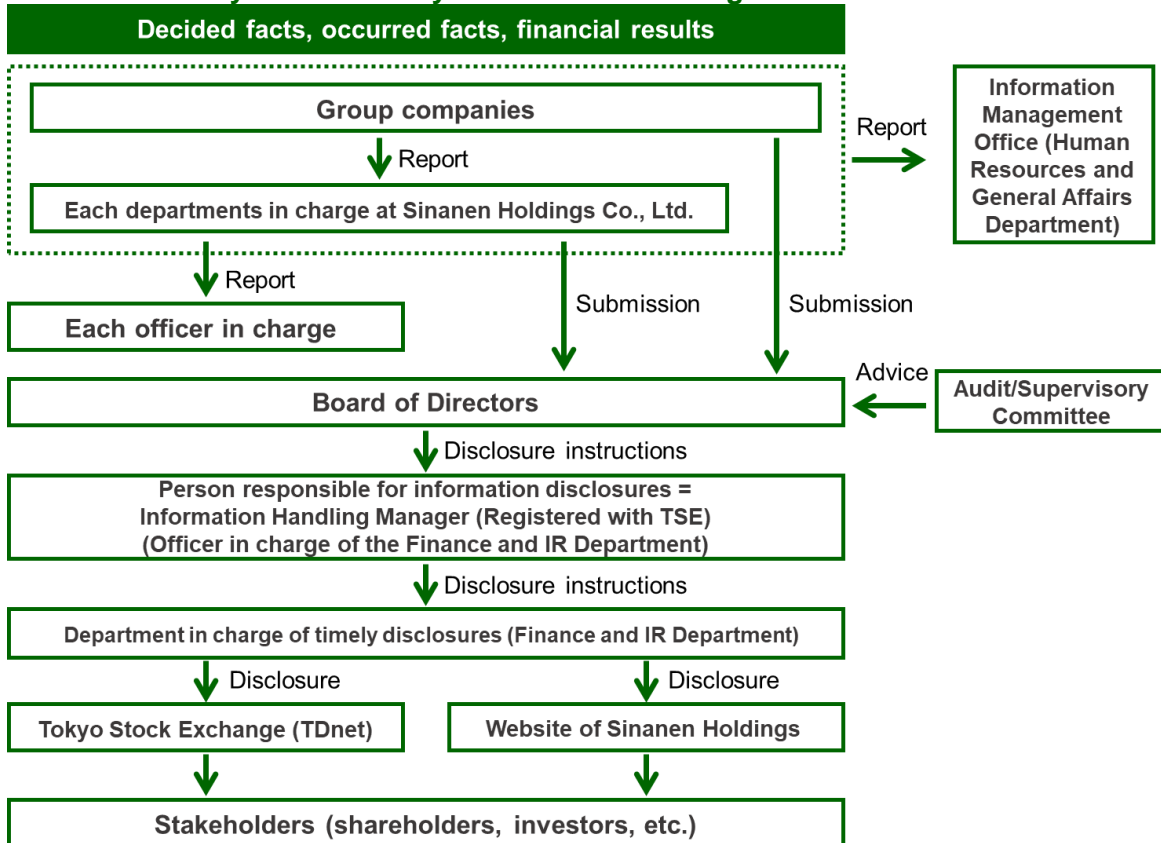 Decided facts, occurred facts, financial results
Group companies
Report
Each departments in charge at Sinanen Holdings Co., Ltd.
Report
Information
Management
Office (Human
Resources and
General Affairs
Department)
Report
Each officer in charge
Submission
Submission
Board of Directors
Advice
Audit/Supervisory
Committee
Disclosure instructions
Person responsible for information disclosures =
Information Handling Manager (Registered with TSE)
(Officer in charge of the Finance and IR Department)
Disclosure instructions
Department in charge of timely disclosures (Finance and IR Department)
Disclosure
Disclosure
Tokyo Stock Exchange (TDnet)
Website of Sinanen Holdings
Stakeholders (shareholders, investors, etc.)